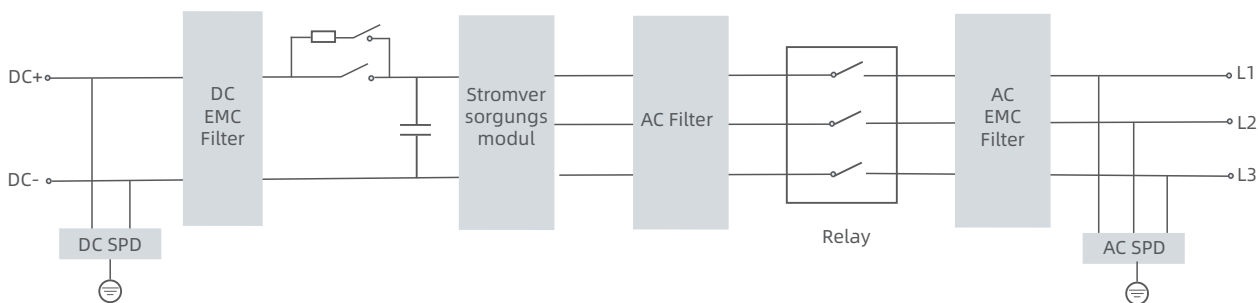 DC+
DC-
DC SPD
DC
EMC
Filter
Stromver
sorgungs
modul
AC Filter
Relay
AC
EMC
Filter
L1
L2
L3
AC SPD